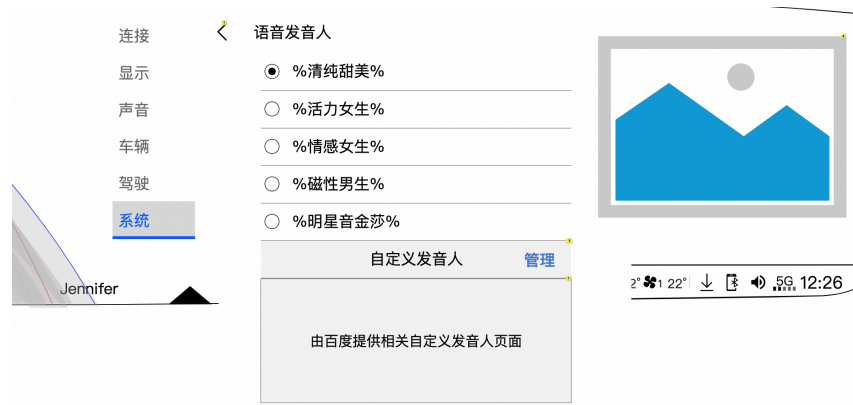 连接
显示
声音
车辆
驾驶
系统
Jennifer
语音发音人
%清纯甜美%
%活力女生%
%情感女生%
%磁性男生%
%明星音金莎%
自定义发音人 管理
由百度提供相关自定义发音人页面
2° 1 22° 5G 12:26